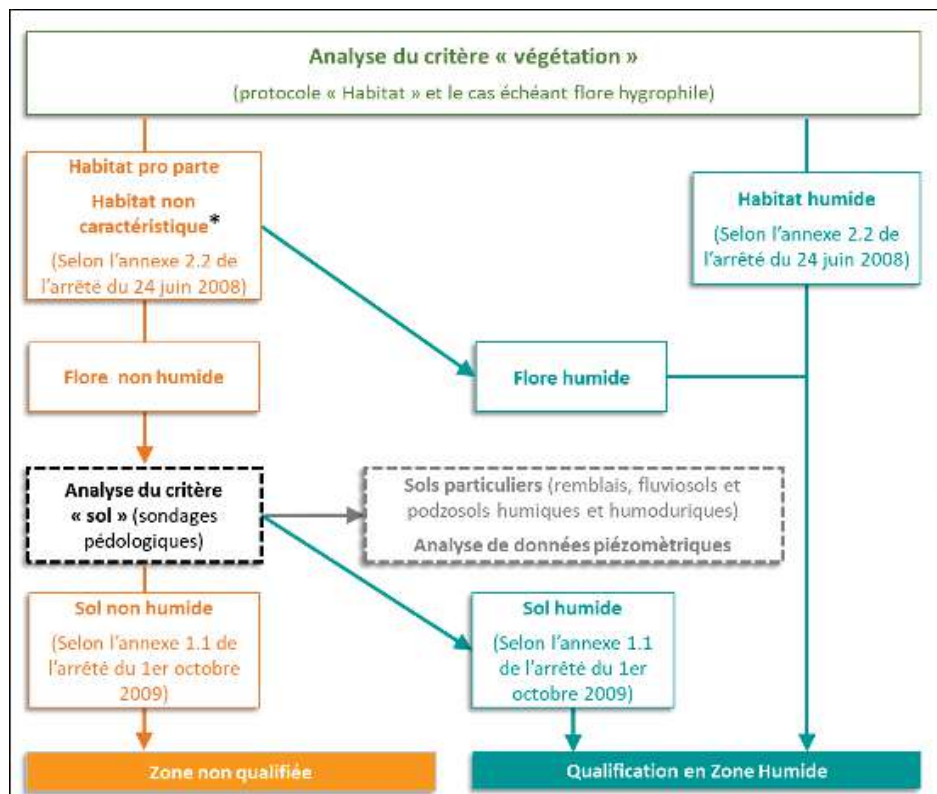 Analyse du critère « végétation »
(protocole « Habitat » et le cas échéant flore hygrophile)
Habitat pro parte
Habitat non
caractéristique*
(Selon l'annexe 2.2 de
l'arrêté du 24 juin 2008)
Habitat humide
(Selon l'annexe 2.2 de
l'arrêté du 24 juin 2008)
Flore non humide
Flore humide
Analyse du critère
« sol » (sondages
pédologiques)
Sols particuliers (remblais, fluviosols et
podzosols humiques et humoduriques)
Analyse de données piézomètriques
Sol non humide
(Selon l'annexe 1.1 de
l'arrêté du 1er octobre
2009)
Sol humide
(Selon l'annexe 1.1
de l'arrêté du 1er
octobre 2009)
Zone non qualifiée
Qualification en Zone Humide